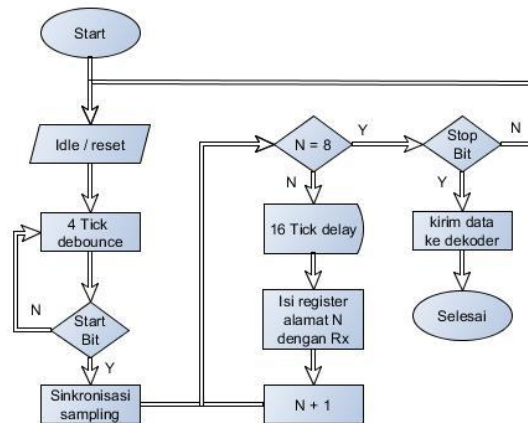 Start
Idle / reset
4 Tick
debounce
N
Start
Bit
Y
Sinkronisasi
sampling
N = 8
Y
N
16 Tick delay
Isi register
alamat N
dengan Rx
N + 1
Stop
Bit
N
Y
kirim data
ke dekoder
Selesai